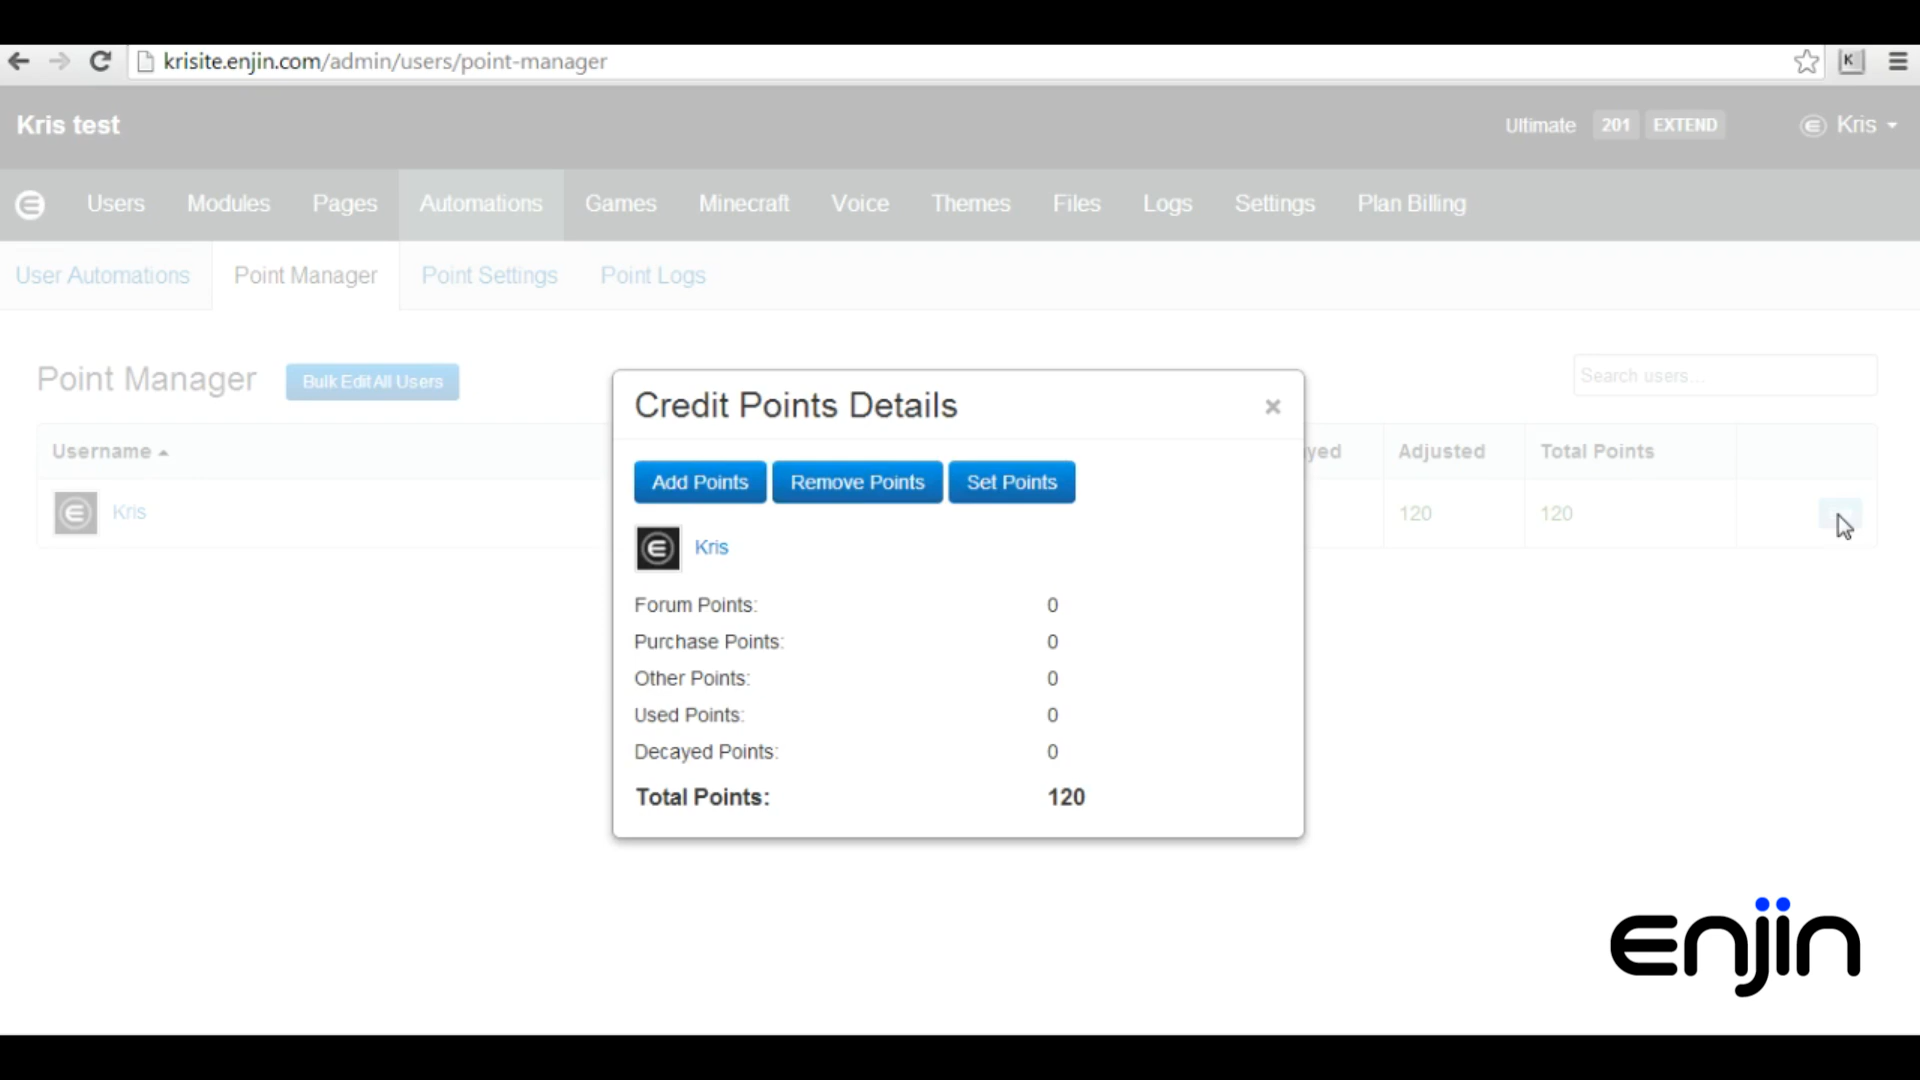 krisite.enjin.com/admin/users/point-manager
K
Kris test
Ultimate 201 EXTEND Kris
Users Modules Pages Automations Games Minecraft Voice Themes Files Logs Settings Plan Billing
User Automations Point Manager Point Settings Point Logs
Point Manager Bulk Edit All Users Search users...
Credit Points Details ×
Username yed Adjusted Total Points
Add Points Remove Points Set Points
Kris 120 120
Kris
Forum Points: 0
Purchase Points: 0
Other Points: 0
Used Points: 0
Decayed Points: 0
Total Points: 120
enjin